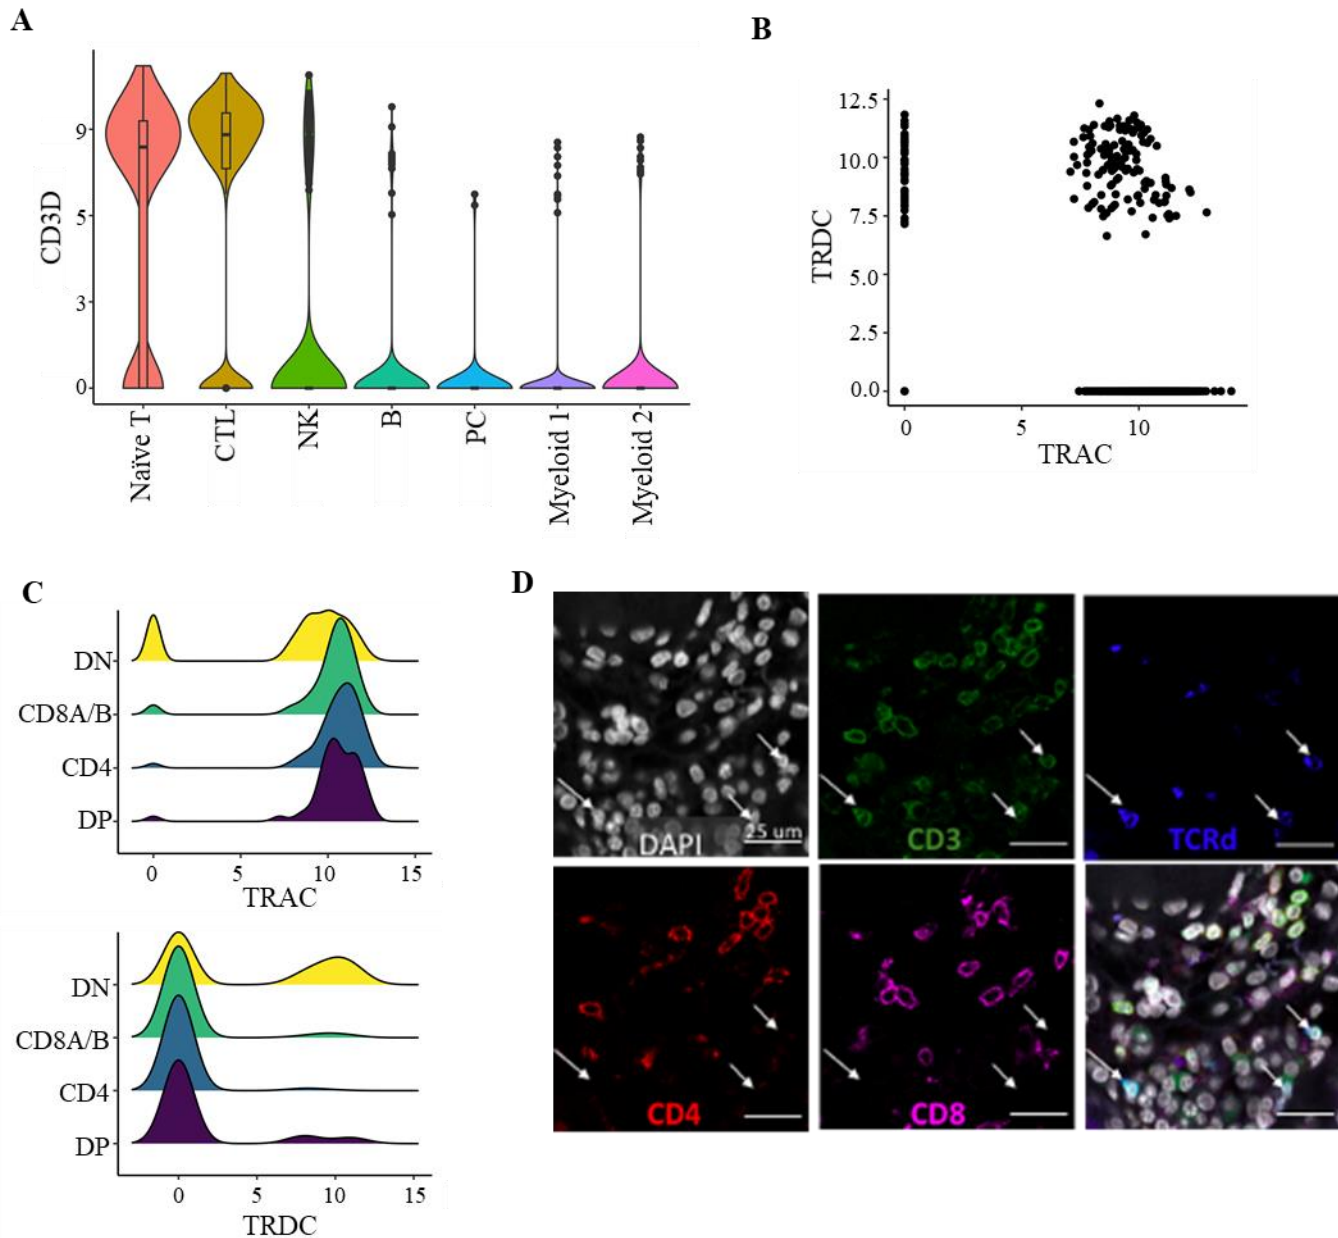 A
CD3D
9
5
3
0
Naïve T
CTL
NK
B
PC
Myeloid 1
Myeloid 2
B
TRDC
12.5
10.0
7.5
5.0
2.5
0.0
0 5 10
TRAC
C
DN
CD8A/B
CD4
DP
0 5 10 15
TRAC
DN
CD8A/B
CD4
DP
0 5 10 15
TRDC
D
DAPI
25 um
CD3
TCRd
CD4
CD8